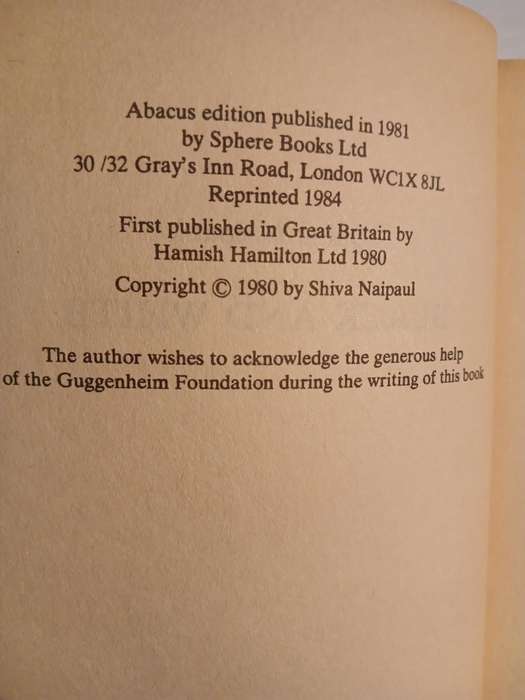 Abacus edition published in 1981
by Sphere Books Ltd
30 /32 Gray's Inn Road, London WC1X 8JL
Reprinted 1984
First published in Great Britain by
Hamish Hamilton Ltd 1980
Copyright © 1980 by Shiva Naipaul
The author wishes to acknowledge the generous help
of the Guggenheim Foundation during the writing of this book